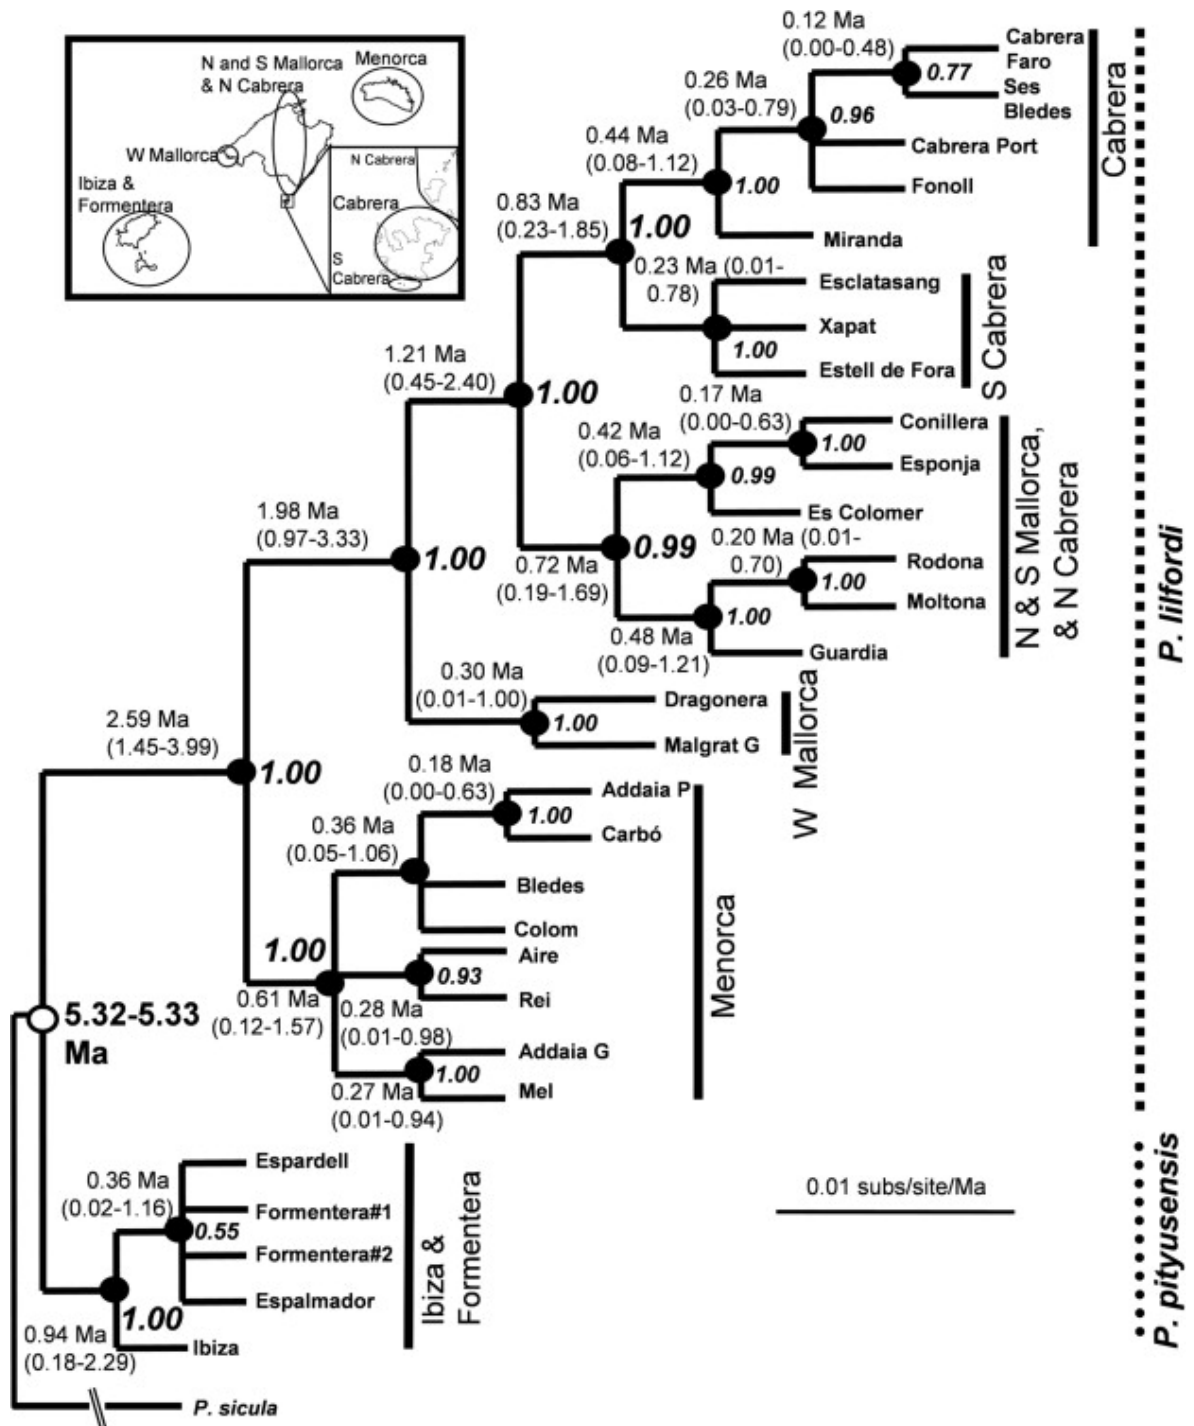 N and S Mallorca
& N Cabrera
Menorca
W Mallorca
Ibiza &
Formentera
N Cabrera
Cabrera
S
Cabrera
0.12 Ma
(0.00-0.48)
0.77
Cabrera
Faro
Ses
Bledes
0.26 Ma
(0.03-0.79)
0.96
Cabrera Port
Fonoll
0.44 Ma
(0.08-1.12)
1.00
Miranda
Cabrera
0.83 Ma
(0.23-1.85)
1.00
0.23 Ma (0.01-
0.78)
1.00
Esclatasang
Xapat
Estell de Fora
S Cabrera
1.21 Ma
(0.45-2.40)
1.00
0.17 Ma
(0.00-0.63)
1.00
Conillera
Esponja
0.42 Ma
(0.06-1.12)
0.99
Es Colomer
0.72 Ma
(0.19-1.69)
0.99
0.20 Ma (0.01-
0.70)
1.00
Rodona
Moltona
0.48 Ma
(0.09-1.21)
1.00
Guardia
N & S Mallorca,
& N Cabrera
1.98 Ma
(0.97-3.33)
1.00
0.30 Ma
(0.01-1.00)
1.00
Dragonera
Malgrat G
W Mallorca
2.59 Ma
(1.45-3.99)
1.00
0.18 Ma
(0.00-0.63)
1.00
Addaia P
Carbó
0.36 Ma
(0.05-1.06)
Bledes
Colom
1.00
0.61 Ma
(0.12-1.57)
Aire
0.93
Rei
0.28 Ma
(0.01-0.98)
Addaia G
1.00
Mel
0.27 Ma
(0.01-0.94)
Menorca
P. lilfordi
5.32-5.33
Ma
0.36 Ma
(0.02-1.16)
0.55
Espardell
Formentera#1
Formentera#2
Espalmador
1.00
0.94 Ma
(0.18-2.29)
Ibiza
Ibiza &
Formentera
P. pityusensis
0.01 subs/site/Ma
P. sicula